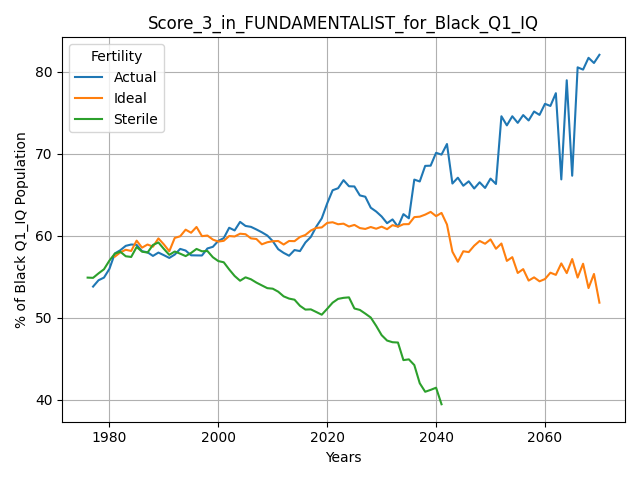 Score_3_in_FUNDAMENTALIST_for_Black_Q1_IQ
Fertility
Actual
Ideal
Sterile
% of Black Q1_IQ Population
80
70
60
50
40
1980
2000
2020
2040
2060
Years